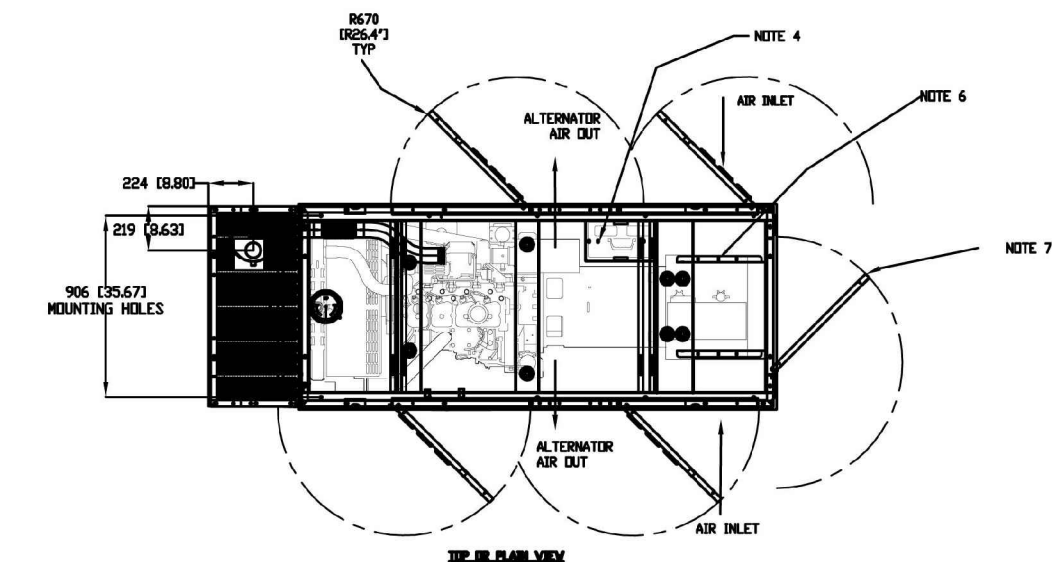 R670
[R26.4"]
TYP
NOTE 4
AIR INLET
NOTE 6
ALTERNATOR
AIR OUT
224 [8.80]
219 [8.63]
NOTE 7
906 [35.67]
MOUNTING HOLES
ALTERNATOR
AIR OUT
AIR INLET
TOP OR PLAIN VIEW